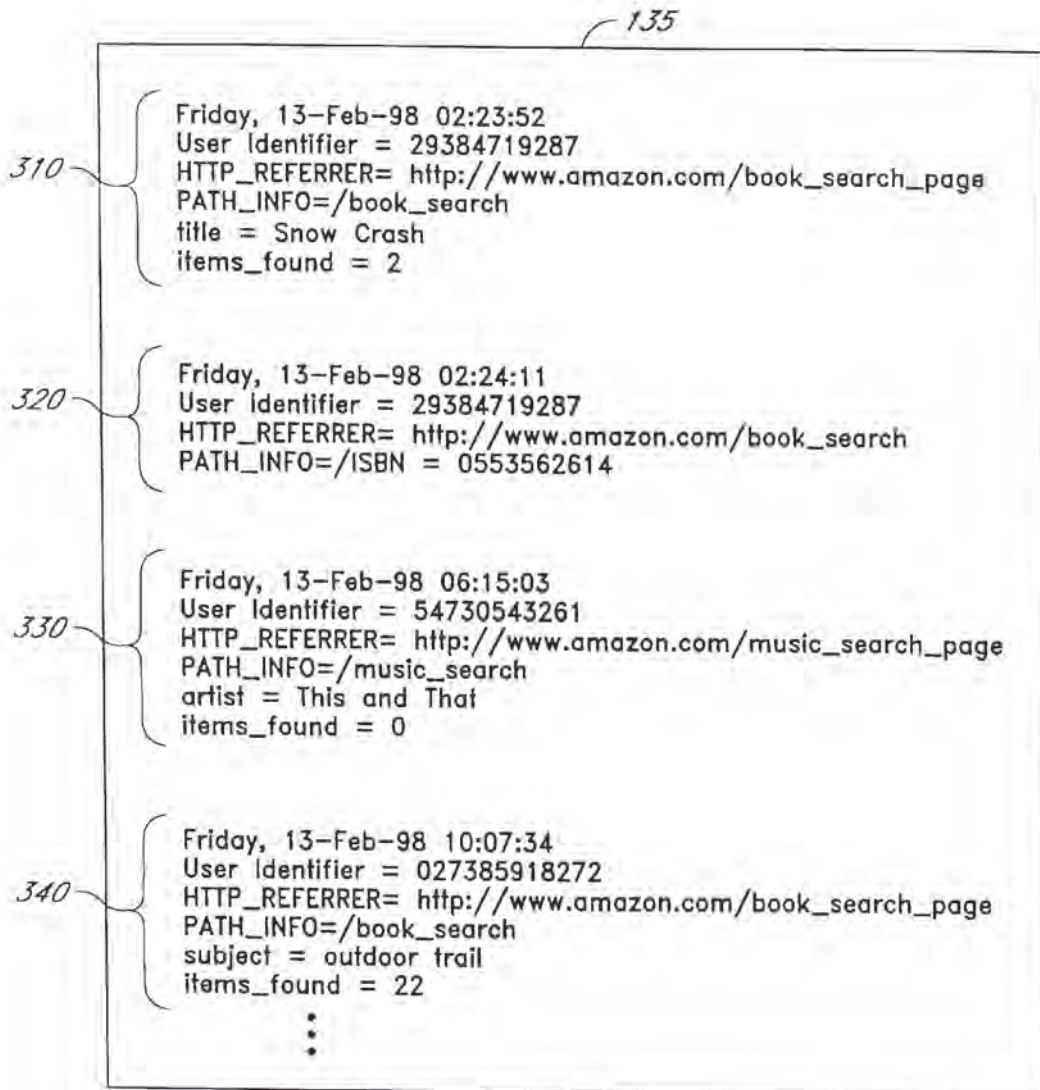 135
310
Friday, 13-Feb-98 02:23:52
User Identifier = 29384719287
HTTP_REFERRER= http://www.amazon.com/book_search_page
PATH_INFO=/book_search
title = Snow Crash
items_found = 2
320
Friday, 13-Feb-98 02:24:11
User Identifier = 29384719287
HTTP_REFERRER= http://www.amazon.com/book_search
PATH_INFO=/ISBN = 0553562614
330
Friday, 13-Feb-98 06:15:03
User Identifier = 54730543261
HTTP_REFERRER= http://www.amazon.com/music_search_page
PATH_INFO=/music_search
artist = This and That
items_found = 0
340
Friday, 13-Feb-98 10:07:34
User Identifier = 027385918272
HTTP_REFERRER= http://www.amazon.com/book_search_page
PATH_INFO=/book_search
subject = outdoor trail
items_found = 22